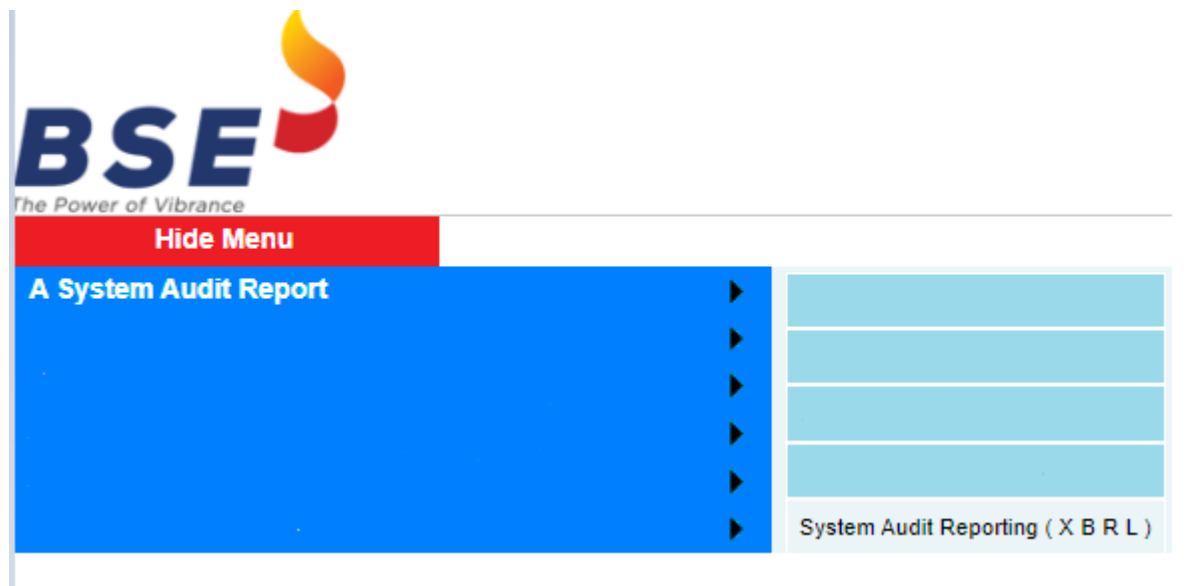 BSE
The Power of Vibrance
Hide Menu
A System Audit Report
System Audit Reporting ( X B R L )